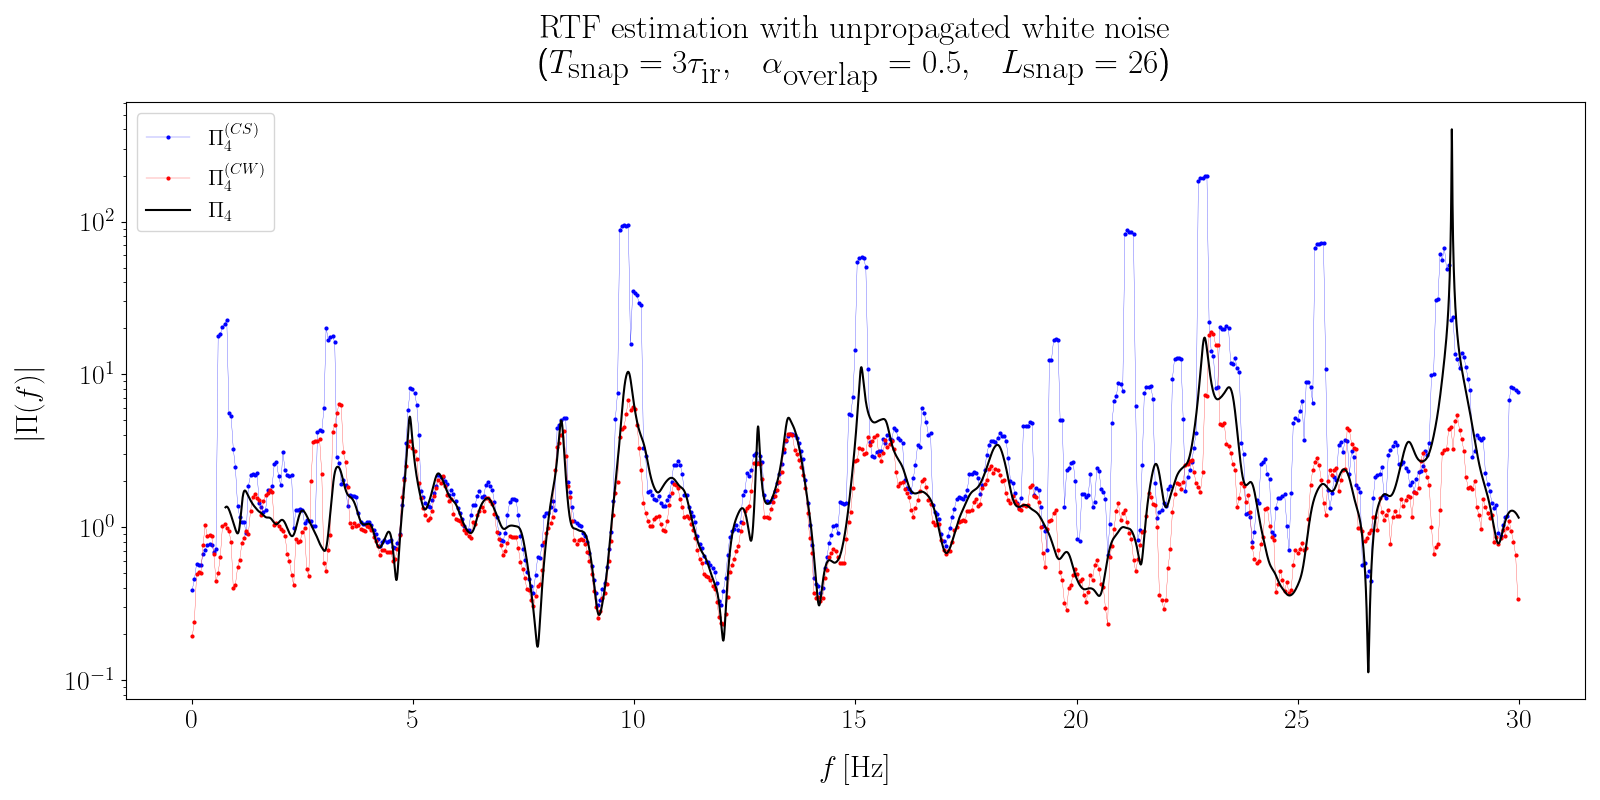 RTF estimation with unpropagated white noise
(T_snap = 3τ_ir, α_overlap = 0.5, L_snap = 26)
Π_4^(CS)
Π_4^(CW)
Π_4
|Π(f)|
10^2
10^1
10^0
10^−1
0 5 10 15 20 25 30
f [Hz]